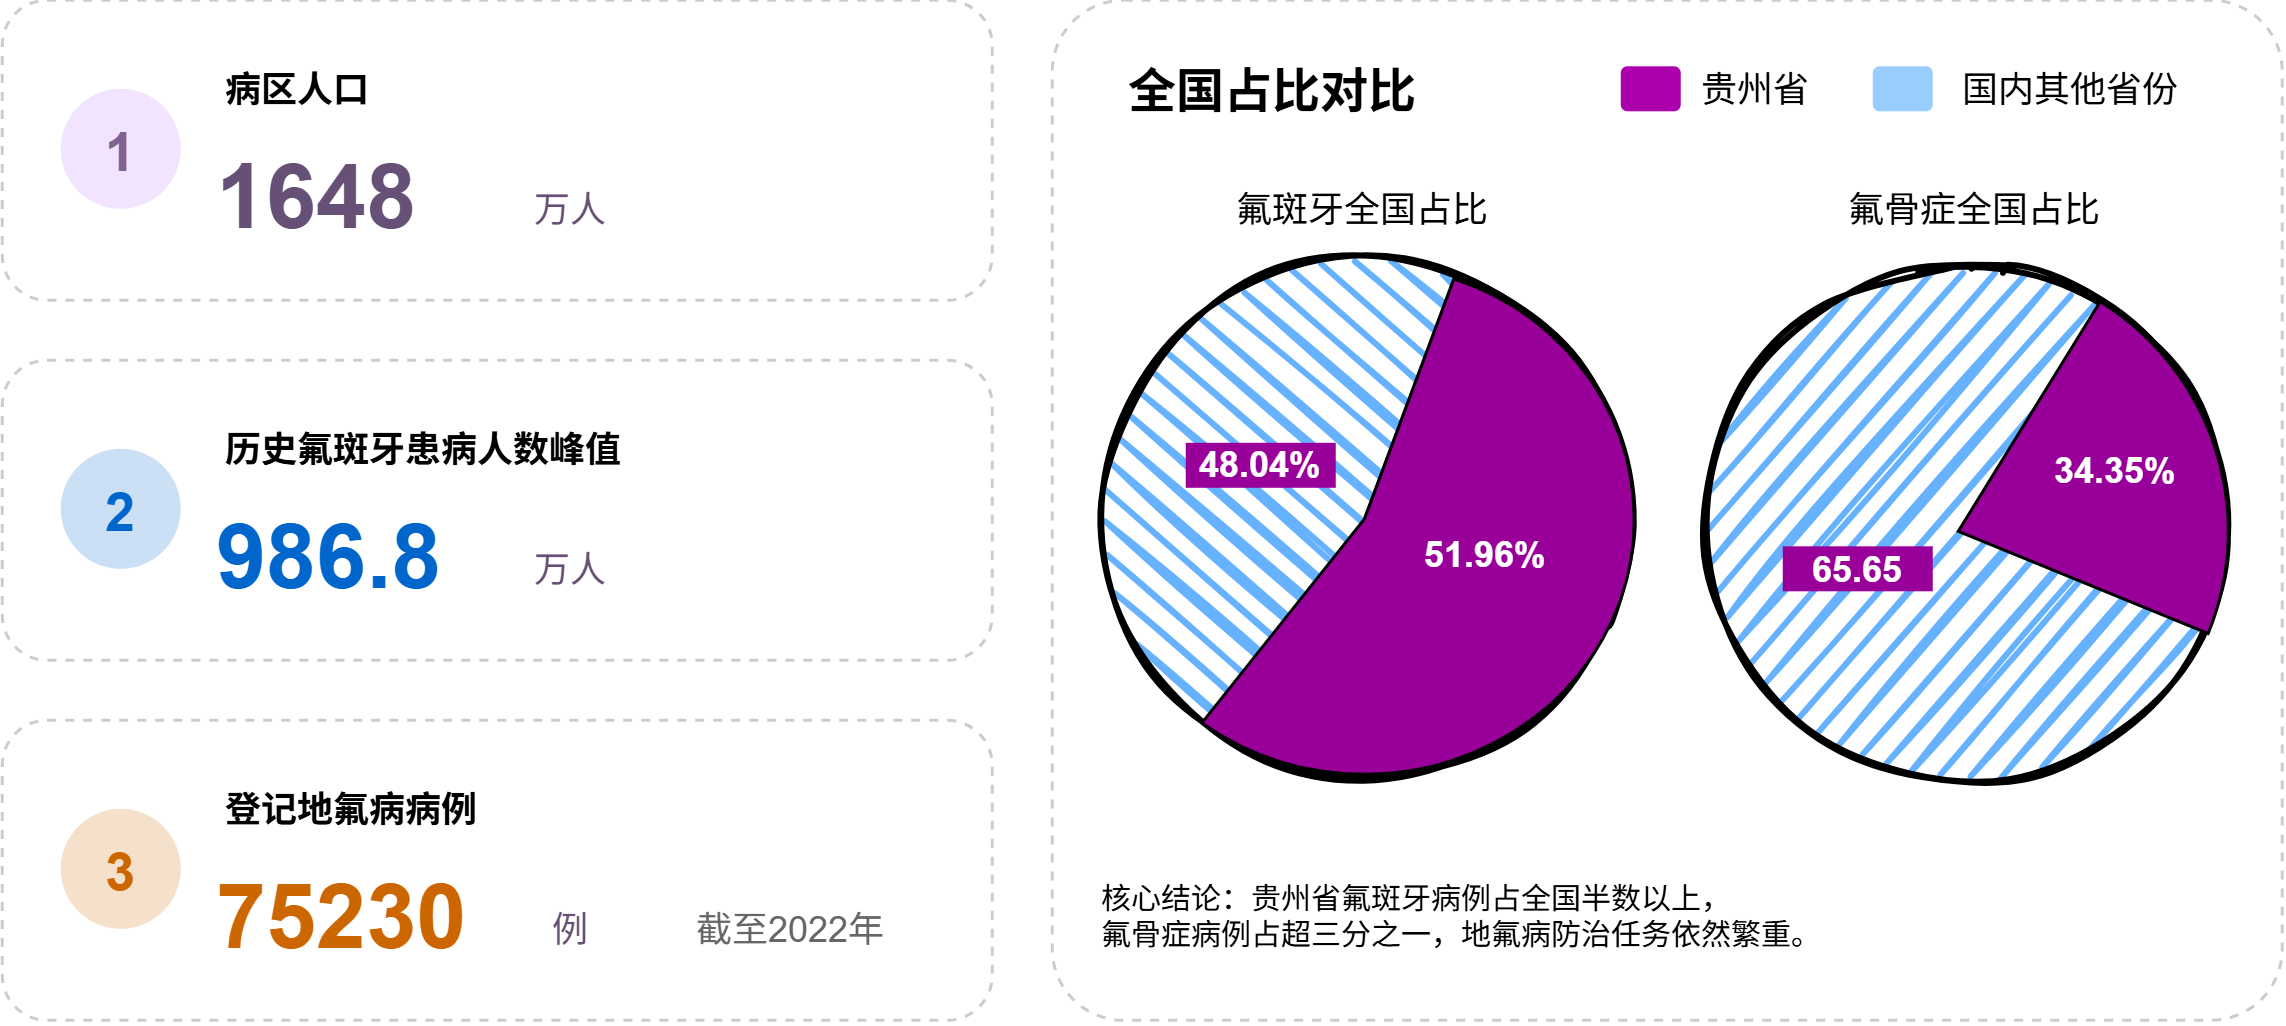 1
病区人口
1648 万人
2
历史氟斑牙患病人数峰值
986.8 万人
3
登记地氟病病例
75230 例 截至2022年
全国占比对比
贵州省 国内其他省份
氟斑牙全国占比
48.04%
51.96%
氟骨症全国占比
34.35%
65.65
核心结论：贵州省氟斑牙病例占全国半数以上，
氟骨症病例占超三分之一，地氟病防治任务依然繁重。